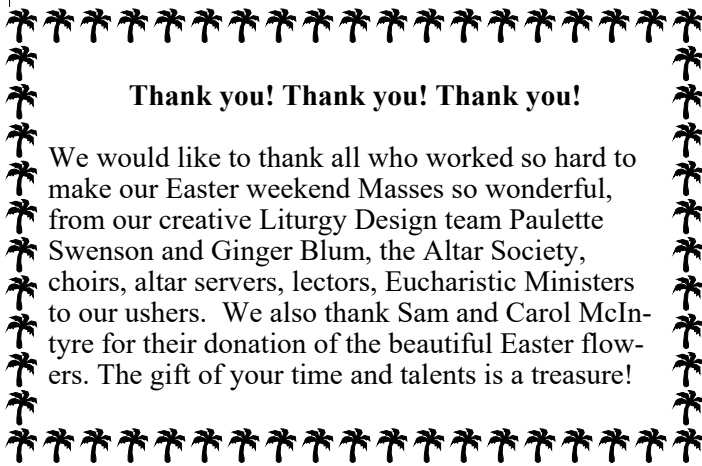 Thank you! Thank you! Thank you!
We would like to thank all who worked so hard to
make our Easter weekend Masses so wonderful,
from our creative Liturgy Design team Paulette
Swenson and Ginger Blum, the Altar Society,
choirs, altar servers, lectors, Eucharistic Ministers
to our ushers.  We also thank Sam and Carol McIn-
tyre for their donation of the beautiful Easter flow-
ers. The gift of your time and talents is a treasure!